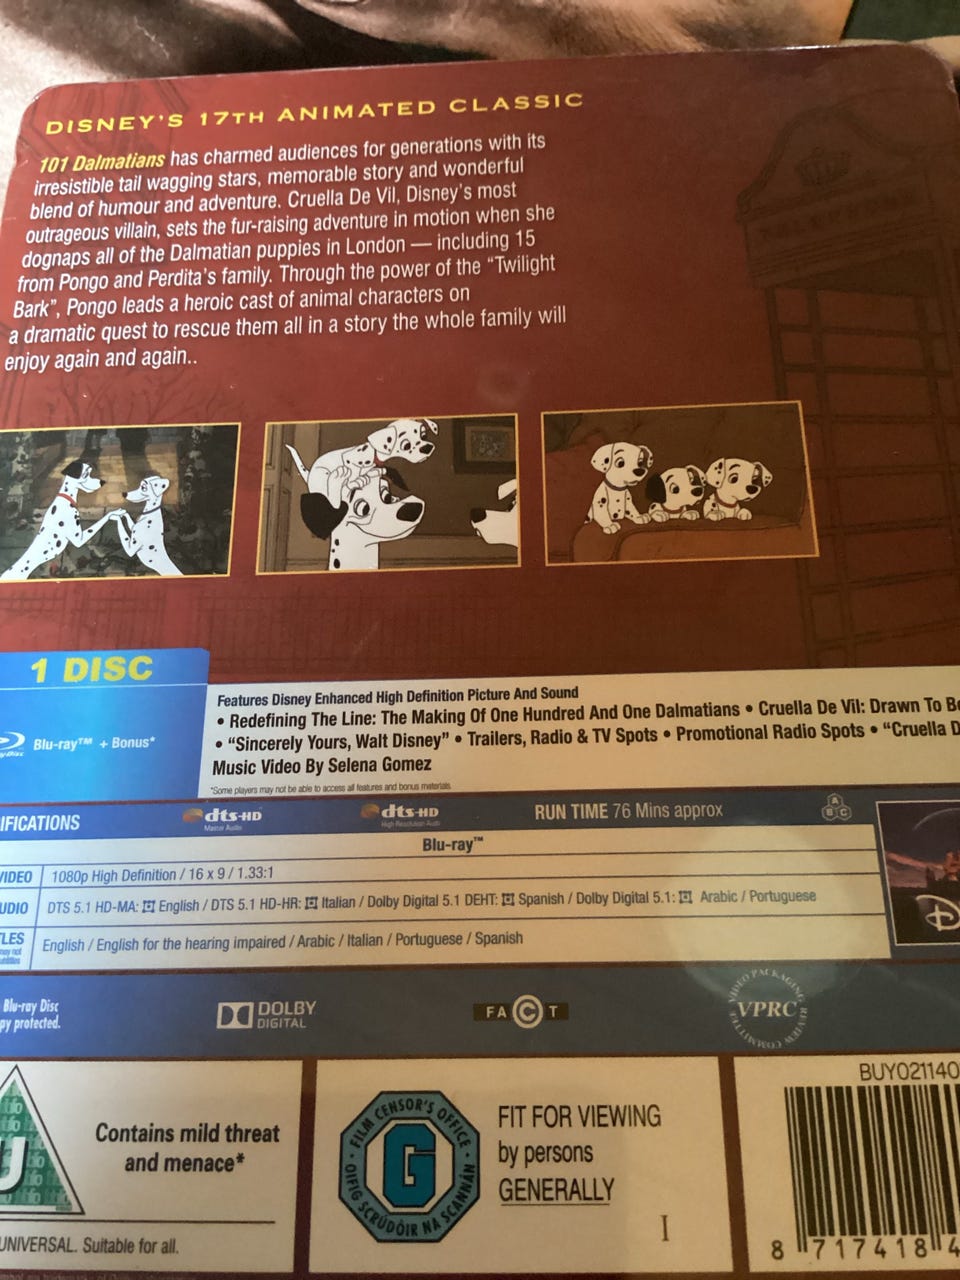 DISNEY'S 17TH ANIMATED CLASSIC
101 Dalmatians has charmed audiences for generations with its
irresistible tail wagging stars, memorable story and wonderful
blend of humour and adventure. Cruella De Vil, Disney's most
outrageous villain, sets the fur-raising adventure in motion when she
dognaps all of the Dalmatian puppies in London — including 15
from Pongo and Perdita's family. Through the power of the "Twilight
Bark", Pongo leads a heroic cast of animal characters on
a dramatic quest to rescue them all in a story the whole family will
enjoy again and again..
1 DISC
Blu-ray™ + Bonus*
Features Disney Enhanced High Definition Picture And Sound
• Redefining The Line: The Making Of One Hundred And One Dalmatians • Cruella De Vil: Drawn To Be
• "Sincerely Yours, Walt Disney" • Trailers, Radio & TV Spots • Promotional Radio Spots • "Cruella D
Music Video By Selena Gomez
*Some players may not be able to access all features and bonus materials.
IFICATIONS
dts-HD
Master Audio
dts-HD
High Resolution Audio
RUN TIME 76 Mins approx
A B C
Blu-ray™
VIDEO
1080p High Definition / 16 x 9 / 1.33:1
UDIO
DTS 5.1 HD-MA: English / DTS 5.1 HD-HR: Italian / Dolby Digital 5.1 DEHT: Spanish / Dolby Digital 5.1: Arabic / Portuguese
TLES
may not
English / English for the hearing impaired / Arabic / Italian / Portuguese / Spanish
Blu-ray Disc
py protected.
DOLBY
DIGITAL
FACT
VIDEO PACKAGING REVIEW COMMITTEE
VPRC
U
Contains mild threat
and menace*
UNIVERSAL. Suitable for all.
FILM CENSOR'S OFFICE
G
OIFIG SCRÚDÓIR NA SCANNÁN
FIT FOR VIEWING
by persons
GENERALLY
I
BUY021140
8 717418 4